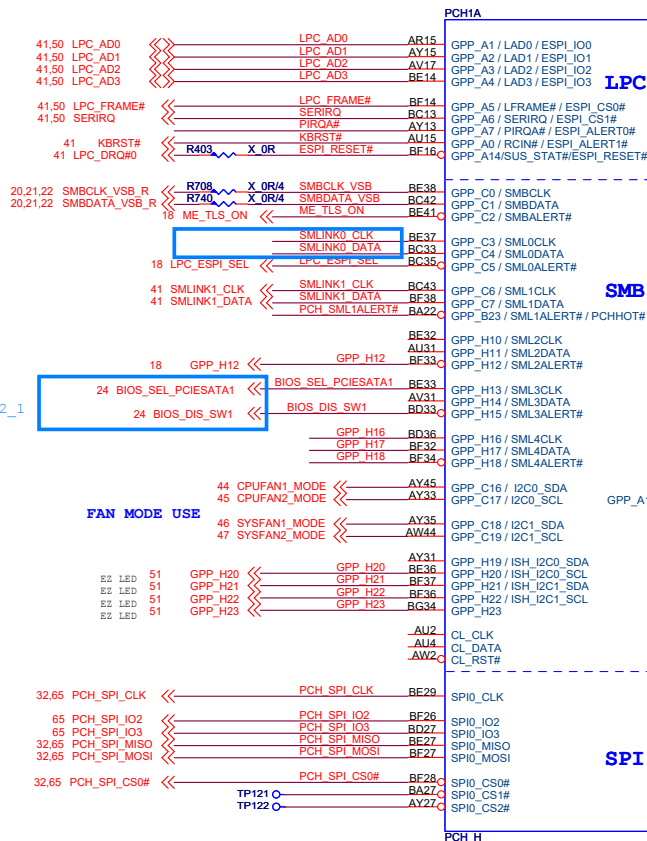 PCH1A
41,50 LPC_AD0 LPC_AD0 AR15 GPP_A1 / LAD0 / ESPI_IO0
41,50 LPC_AD1 LPC_AD1 AY15 GPP_A2 / LAD1 / ESPI_IO1
41,50 LPC_AD2 LPC_AD2 AV17 GPP_A3 / LAD2 / ESPI_IO2
41,50 LPC_AD3 LPC_AD3 BE14 GPP_A4 / LAD3 / ESPI_IO3
LPC
41,50 LPC_FRAME# LPC_FRAME# BF14 GPP_A5 / LFRAME# / ESPI_CS0#
41,50 SERIRQ SERIRQ BC13 GPP_A6 / SERIRQ / ESPI_CS1#
PIRQA# AY13 GPP_A7 / PIRQA# / ESPI_ALERT0#
41 KBRST# KBRST# AU15 GPP_A0 / RCIN# / ESPI_ALERT1#
41 LPC_DRQ#0 R403 X_0R ESPI_RESET# BF16 GPP_A14/SUS_STAT#/ESPI_RESET#
20,21,22 SMBCLK_VSB_R R708 X_0R/4 SMBCLK_VSB BE38 GPP_C0 / SMBCLK
20,21,22 SMBDATA_VSB_R R740 X_0R/4 SMBDATA_VSB BC42 GPP_C1 / SMBDATA
18 ME_TLS_ON ME_TLS_ON BE41 GPP_C2 / SMBALERT#
SMLINK0_CLK BE37 GPP_C3 / SML0CLK
SMLINK0_DATA BC33 GPP_C4 / SML0DATA
18 LPC_ESPI_SEL LPC_ESPI_SEL BC35 GPP_C5 / SML0ALERT#
41 SMLINK1_CLK SMLINK1_CLK BC43 GPP_C6 / SML1CLK
SMB
41 SMLINK1_DATA SMLINK1_DATA BF38 GPP_C7 / SML1DATA
PCH_SML1ALERT# BA22 GPP_B23 / SML1ALERT# / PCHHOT#
BE32 GPP_H10 / SML2CLK
AU31 GPP_H11 / SML2DATA
18 GPP_H12 GPP_H12 BF33 GPP_H12 / SML2ALERT#
24 BIOS_SEL_PCIESATA1 BIOS_SEL_PCIESATA1 BE33 GPP_H13 / SML3CLK
AV31 GPP_H14 / SML3DATA
2_1 24 BIOS_DIS_SW1 BIOS_DIS_SW1 BD33 GPP_H15 / SML3ALERT#
GPP_H16 BD36 GPP_H16 / SML4CLK
GPP_H17 BF32 GPP_H17 / SML4DATA
GPP_H18 BF34 GPP_H18 / SML4ALERT#
44 CPUFAN1_MODE AY45 GPP_C16 / I2C0_SDA
45 CPUFAN2_MODE AY33 GPP_C17 / I2C0_SCL GPP_A1
FAN MODE USE
46 SYSFAN1_MODE AY35 GPP_C18 / I2C1_SDA
47 SYSFAN2_MODE AW44 GPP_C19 / I2C1_SCL
AY31 GPP_H19 / ISH_I2C0_SDA
EZ LED 51 GPP_H20 GPP_H20 BE36 GPP_H20 / ISH_I2C0_SCL
EZ LED 51 GPP_H21 GPP_H21 BF37 GPP_H21 / ISH_I2C1_SDA
EZ LED 51 GPP_H22 GPP_H22 BF36 GPP_H22 / ISH_I2C1_SCL
EZ LED 51 GPP_H23 GPP_H23 BG34 GPP_H23
AU2 CL_CLK
AU4 CL_DATA
AW2 CL_RST#
32,65 PCH_SPI_CLK PCH_SPI_CLK BE29 SPI0_CLK
65 PCH_SPI_IO2 PCH_SPI_IO2 BF26 SPI0_IO2
65 PCH_SPI_IO3 PCH_SPI_IO3 BD27 SPI0_IO3
32,65 PCH_SPI_MISO PCH_SPI_MISO BE27 SPI0_MISO
32,65 PCH_SPI_MOSI PCH_SPI_MOSI BF27 SPI0_MOSI
SPI
32,65 PCH_SPI_CS0# PCH_SPI_CS0# BF28 SPI0_CS0#
TP121 BA27 SPI0_CS1#
TP122 AY27 SPI0_CS2#
PCH_H